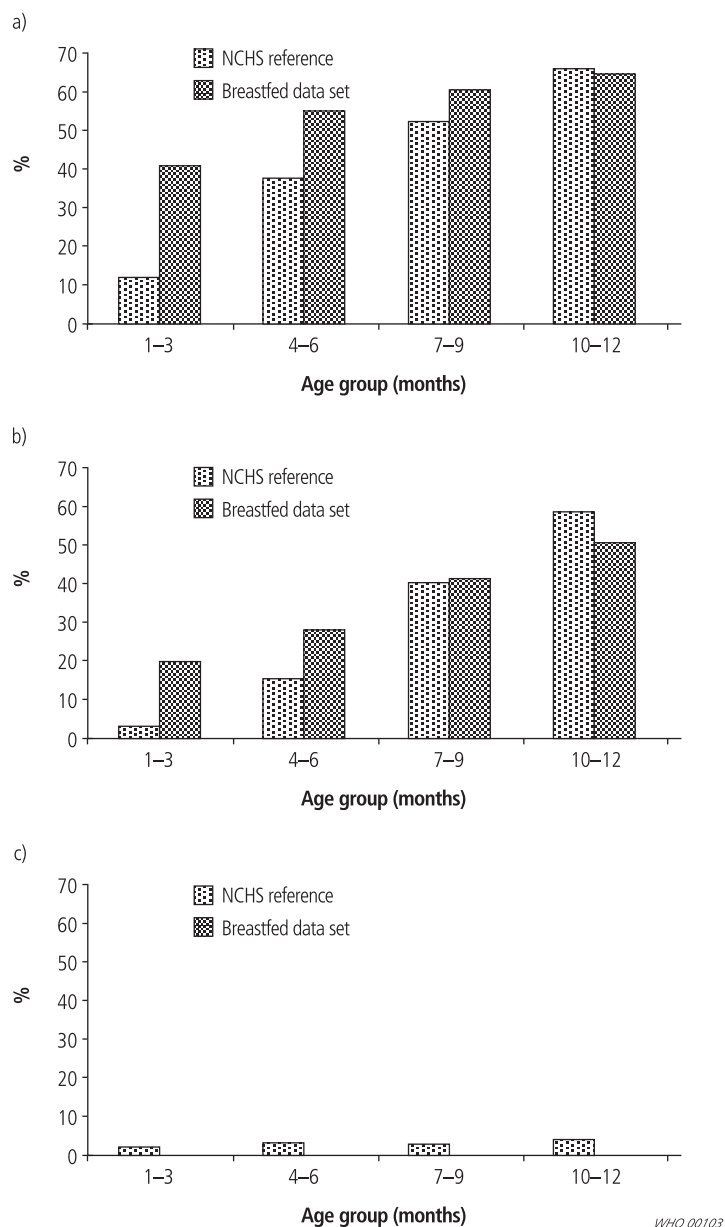 a)
70
60
50
40
30
20
10
0
%
NCHS reference
Breastfed data set
1–3 4–6 7–9 10–12
Age group (months)
b)
70
60
50
40
30
20
10
0
%
NCHS reference
Breastfed data set
1–3 4–6 7–9 10–12
Age group (months)
c)
70
60
50
40
30
20
10
0
%
NCHS reference
Breastfed data set
1–3 4–6 7–9 10–12
Age group (months)
WHO 00103